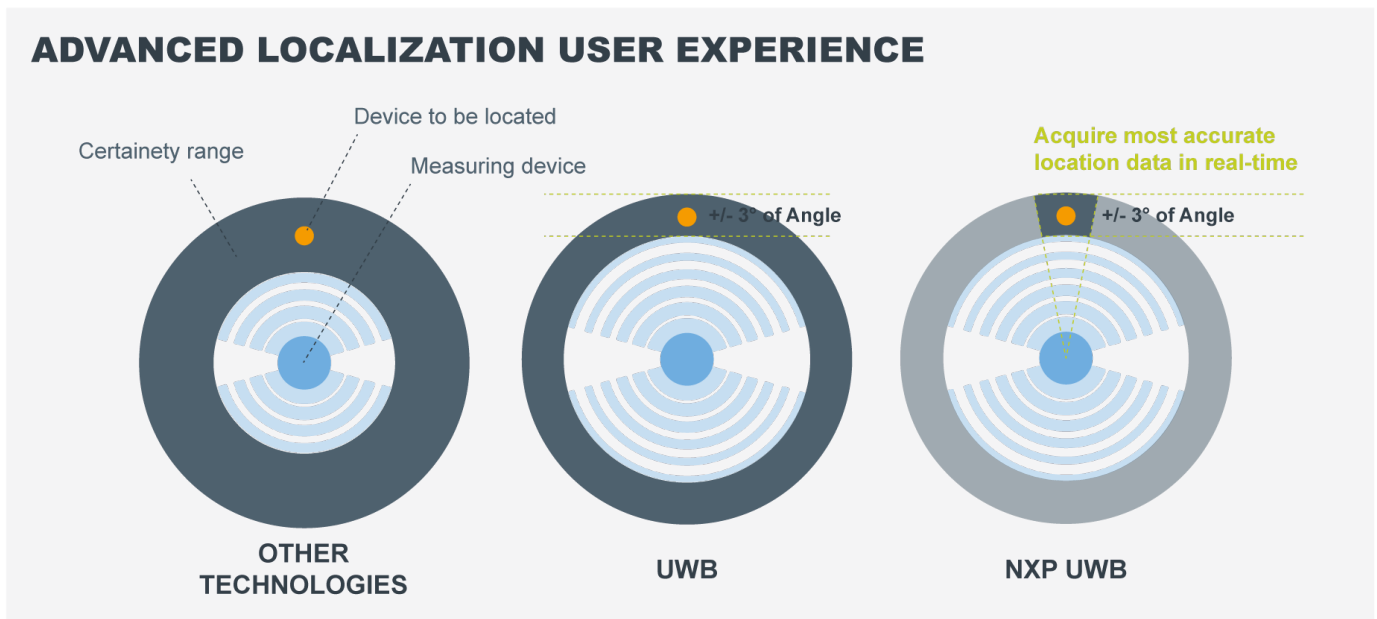 ADVANCED LOCALIZATION USER EXPERIENCE
Device to be located
Certainety range
Measuring device
Acquire most accurate
location data in real-time
+/- 3° of Angle
+/- 3° of Angle
OTHER
TECHNOLOGIES
UWB
NXP UWB